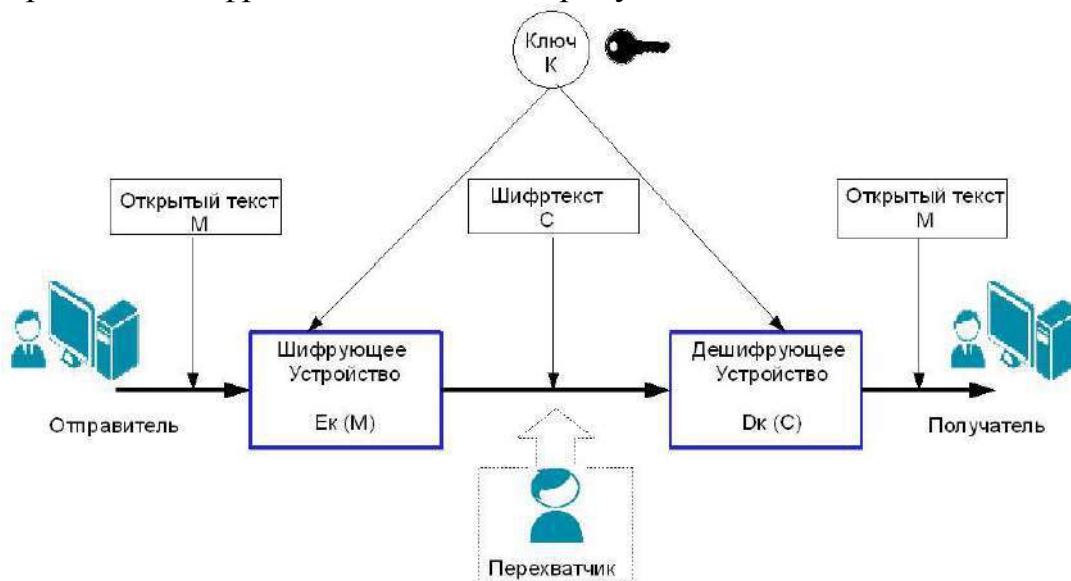 Ключ
К
Открытый текст
М
Шифртекст
С
Открытый текст
М
Шифрующее
Устройство
Ек (М)
Дешифрующее
Устройство
Dк (С)
Отправитель
Получатель
Перехватчик